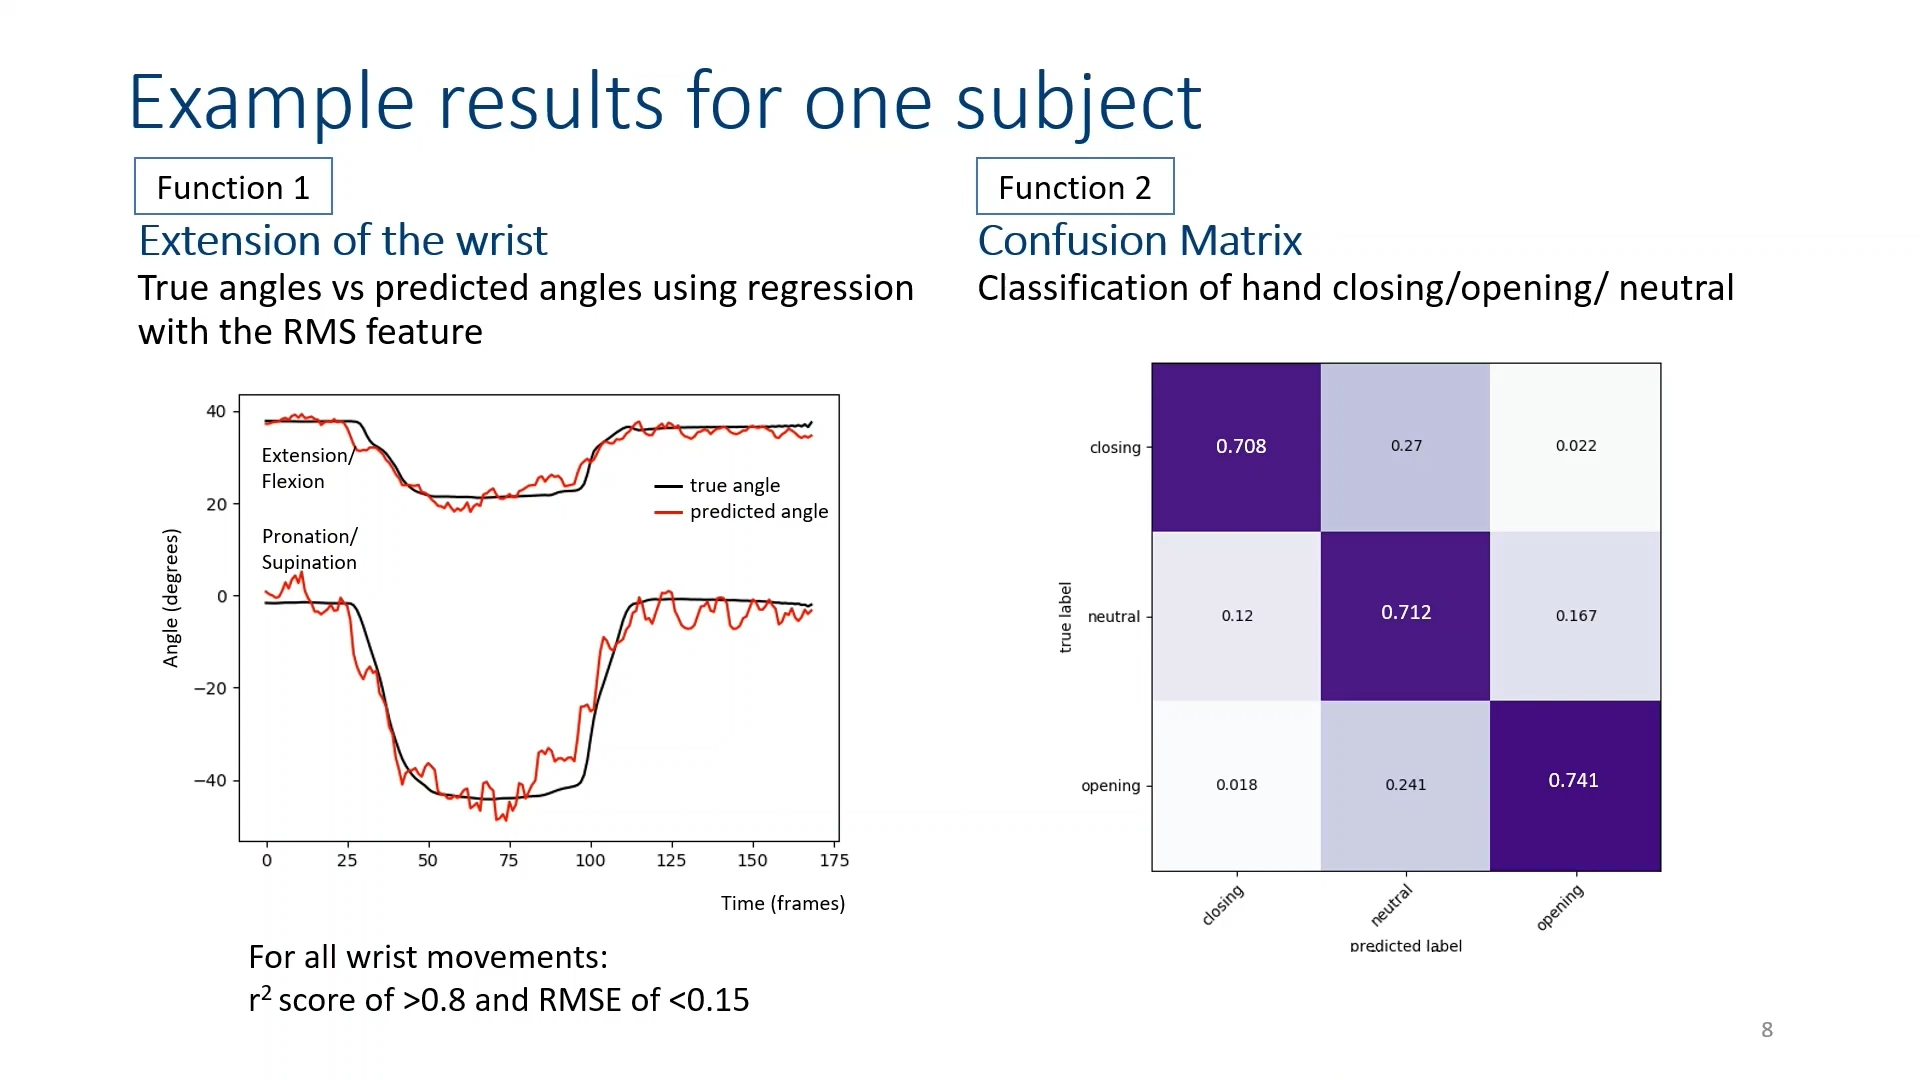 Example results for one subject
Function 1
Extension of the wrist
True angles vs predicted angles using regression
with the RMS feature
40
20
0
−20
−40
Angle (degrees)
Extension/
Flexion
Pronation/
Supination
true angle
predicted angle
0 25 50 75 100 125 150 175
Time (frames)
For all wrist movements:
r² score of >0.8 and RMSE of <0.15
Function 2
Confusion Matrix
Classification of hand closing/opening/ neutral
true label
closing 0.708 0.27 0.022
neutral 0.12 0.712 0.167
opening 0.018 0.241 0.741
closing neutral opening
predicted label
8